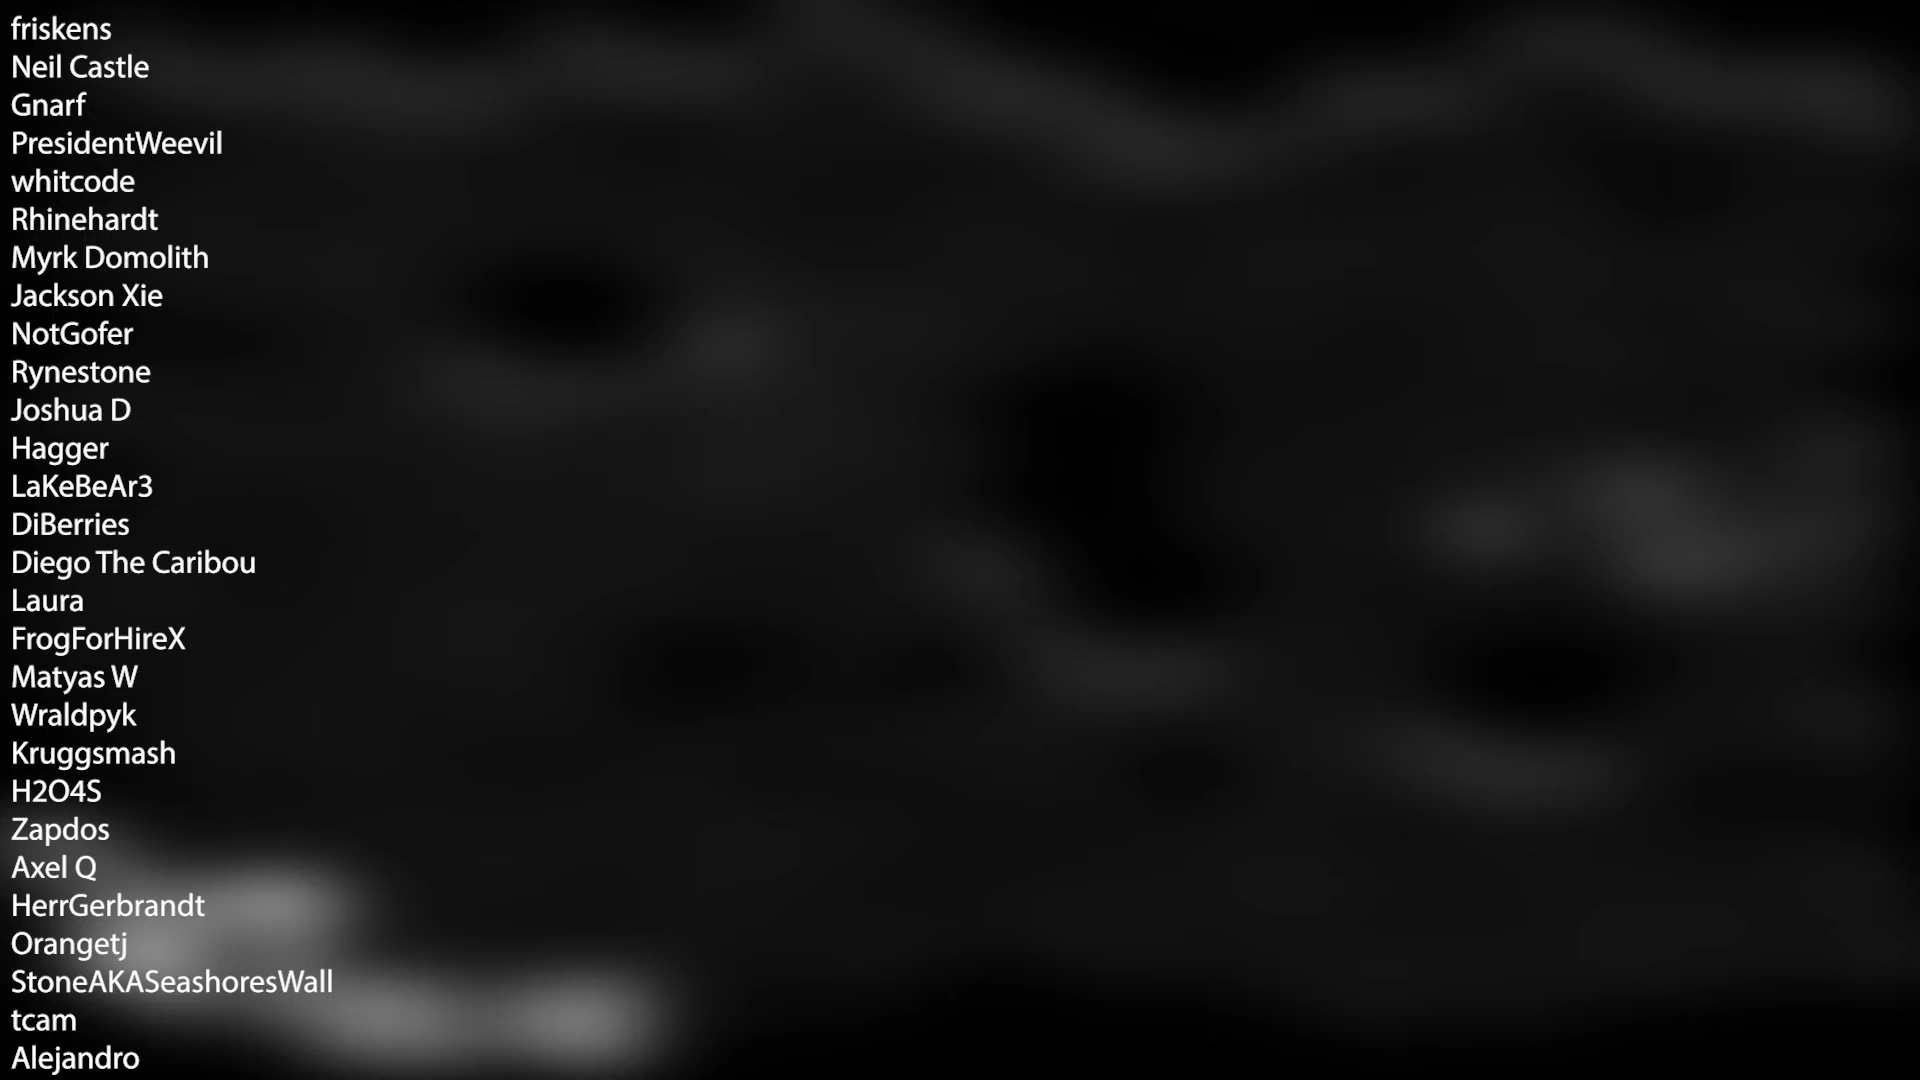 friskens
Neil Castle
Gnarf
PresidentWeevil
whitcode
Rhinehardt
Myrk Domolith
Jackson Xie
NotGofer
Rynestone
Joshua D
Hagger
LaKeBeAr3
DiBerries
Diego The Caribou
Laura
FrogForHireX
Matyas W
Wraldpyk
Kruggsmash
H2O4S
Zapdos
Axel Q
HerrGerbrandt
Orangetj
StoneAKASeashoresWall
tcam
Alejandro